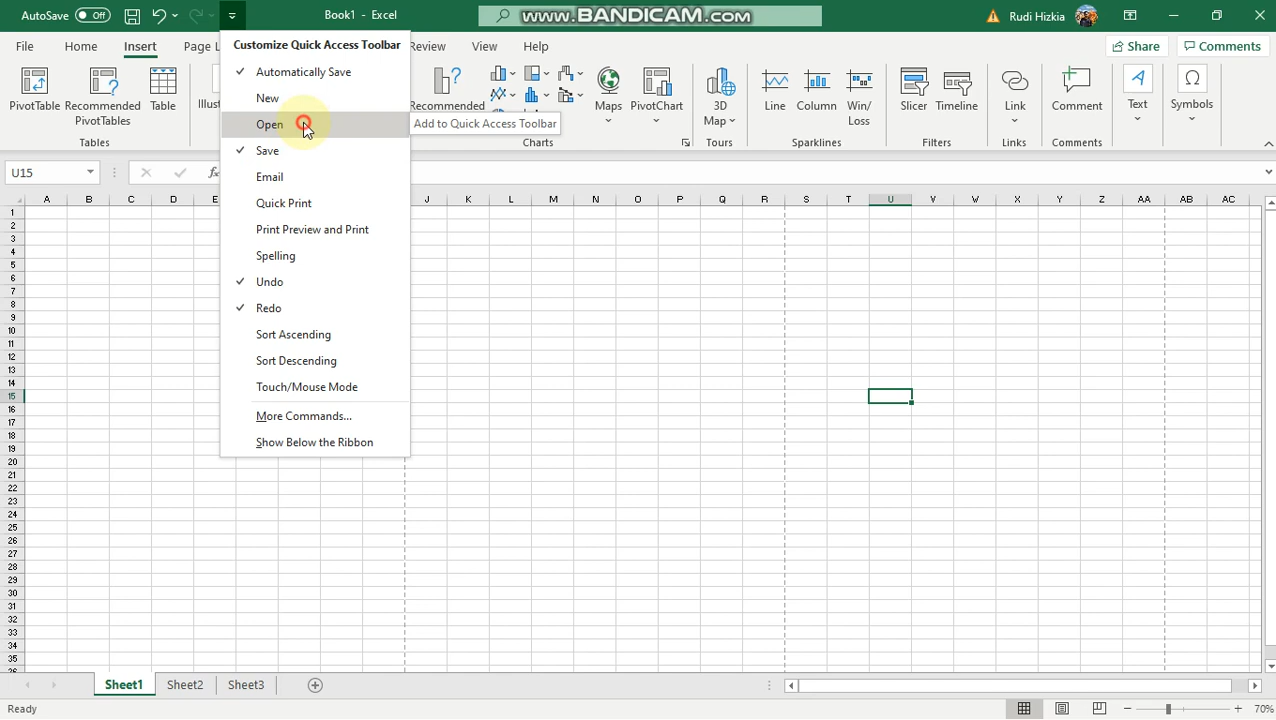 AutoSave Off Book1 - Excel www.BANDICAM.com Rudi Hizkia
File Home Insert Page L Review View Help Share Comments
Customize Quick Access Toolbar
Automatically Save
New
Open
Add to Quick Access Toolbar
Save
Email
Quick Print
Print Preview and Print
Spelling
Undo
Redo
Sort Ascending
Sort Descending
Touch/Mouse Mode
More Commands...
Show Below the Ribbon
PivotTable Recommended PivotTables Table
Tables
Illust
Recommended
Maps PivotChart
Charts
3D Map
Tours
Line Column Win/Loss
Sparklines
Slicer Timeline
Filters
Link
Links
Comment
Comments
Text
Symbols
U15 fx
A B C D E J K L M N O P Q R S T U V W X Y Z AA AB AC
1
2
3
4
5
6
7
8
9
10
11
12
13
14
15
16
17
18
19
20
21
22
23
24
25
26
27
28
29
30
31
32
33
34
35
Sheet1 Sheet2 Sheet3
Ready 70%